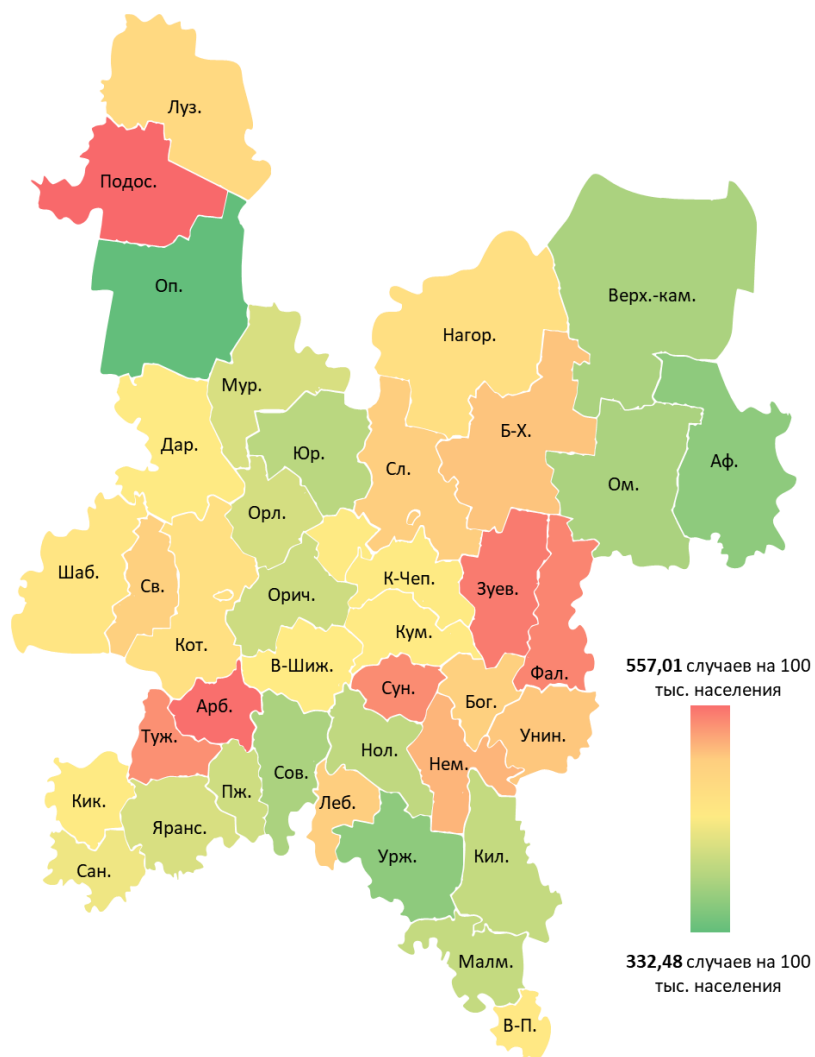 Луз.
Подос.
Оп.
Верх.-кам.
Нагор.
Мур.
Б-Х.
Дар.
Юр.
Сл.
Аф.
Ом.
Орл.
Шаб.
Св.
К-Чеп.
Зуев.
Орич.
Кум.
Кот.
В-Шиж.
Фал.
557,01 случаев на 100
тыс. населения
Сун.
Арб.
Бог.
Туж.
Унин.
Нол.
Нем.
Сов.
Пж.
Кик.
Леб.
Яранс.
Урж.
Кил.
Сан.
Малм.
332,48 случаев на 100
тыс. населения
В-П.